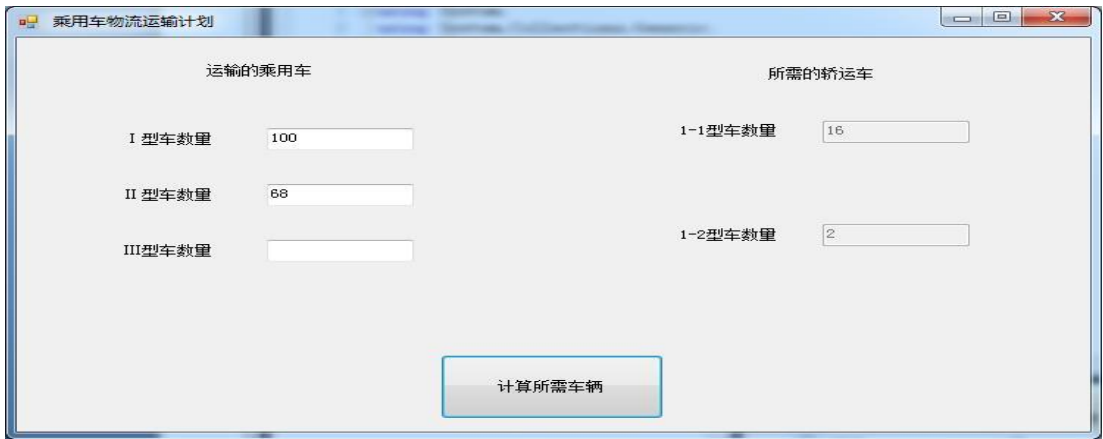 乘用车物流运输计划
运输的乘用车
所需的轿运车
I 型车数量 100
1-1型车数量 16
II 型车数量 68
1-2型车数量 2
III型车数量
计算所需车辆